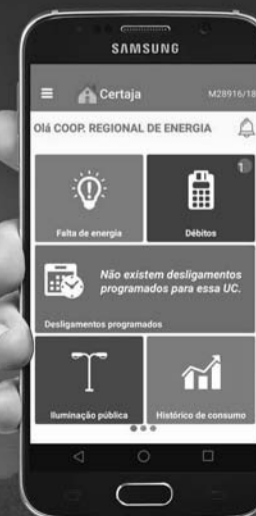 SAMSUNG
Certaja
M28916/18
Olá COOP. REGIONAL DE ENERGIA
1
Falta de energia
Débitos
Não existem desligamentos
programados para essa UC.
Desligamentos programados
Iluminação pública
Histórico de consumo